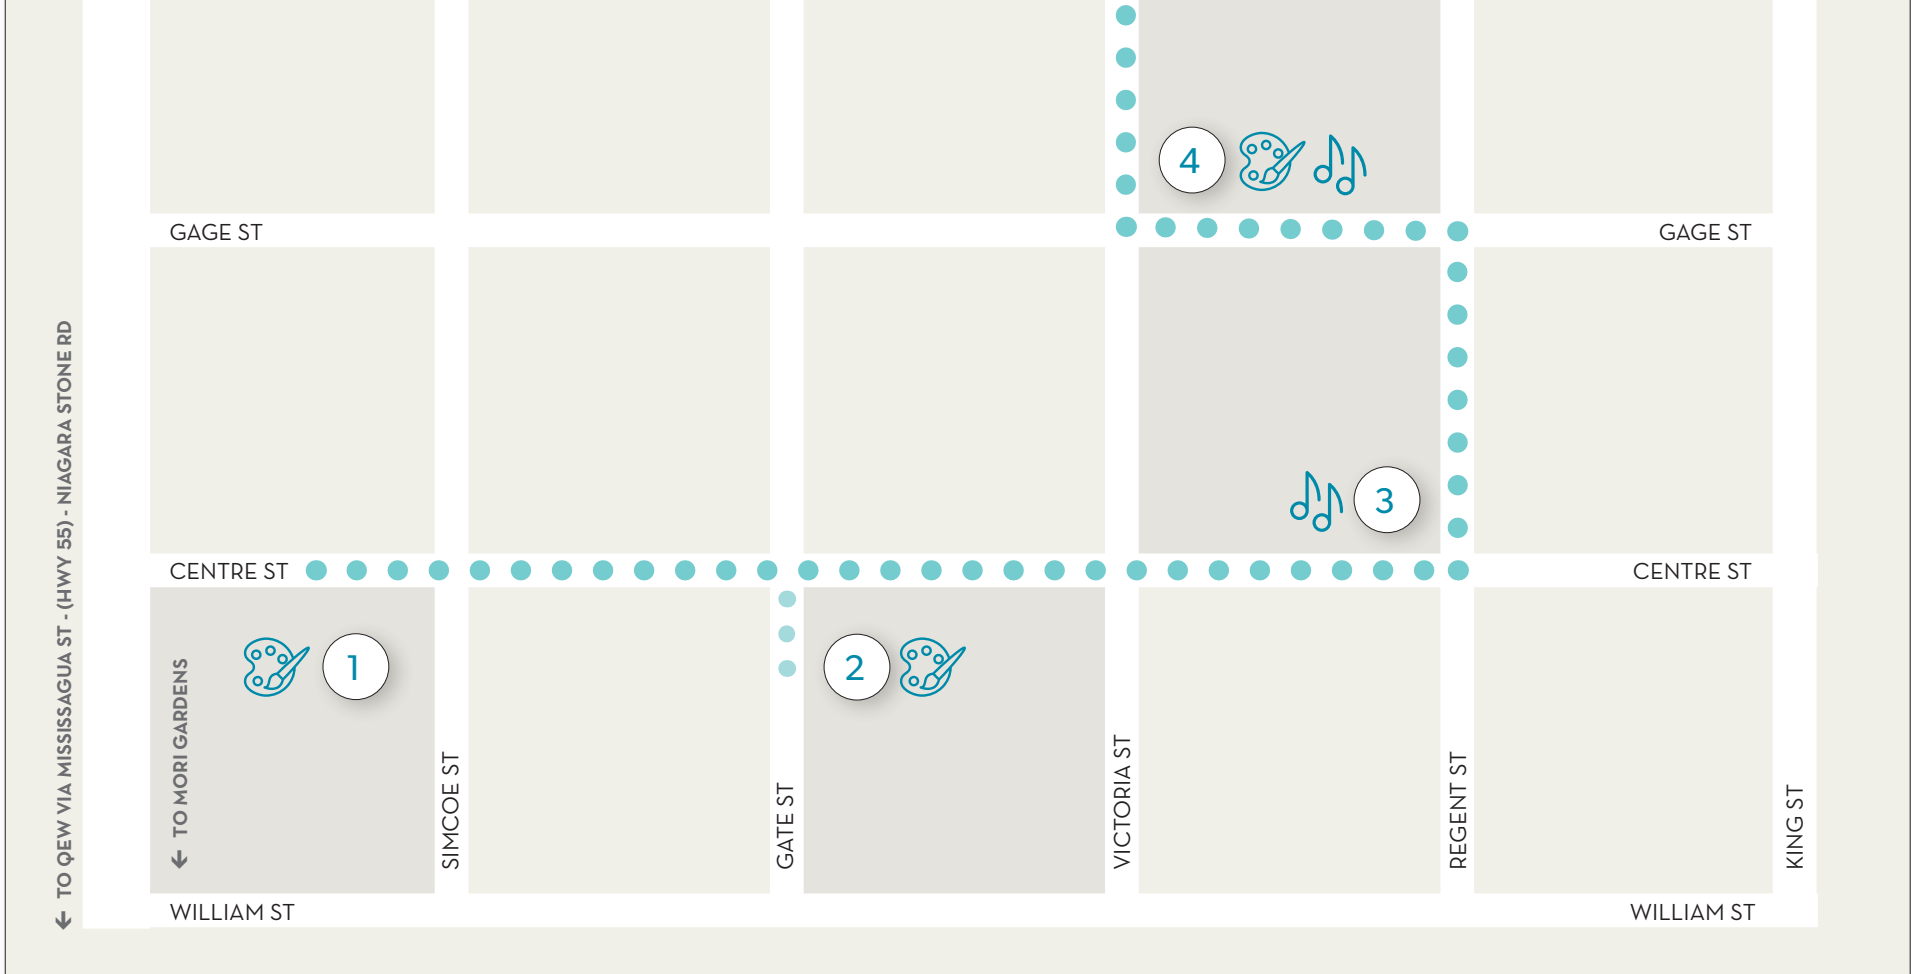 4
GAGE ST
GAGE ST
3
CENTRE ST
CENTRE ST
1
2
TO QEW VIA MISSISSAGUA ST - (HWY 55) - NIAGARA STONE RD
TO MORI GARDENS
SIMCOE ST
GATE ST
VICTORIA ST
REGENT ST
KING ST
WILLIAM ST
WILLIAM ST